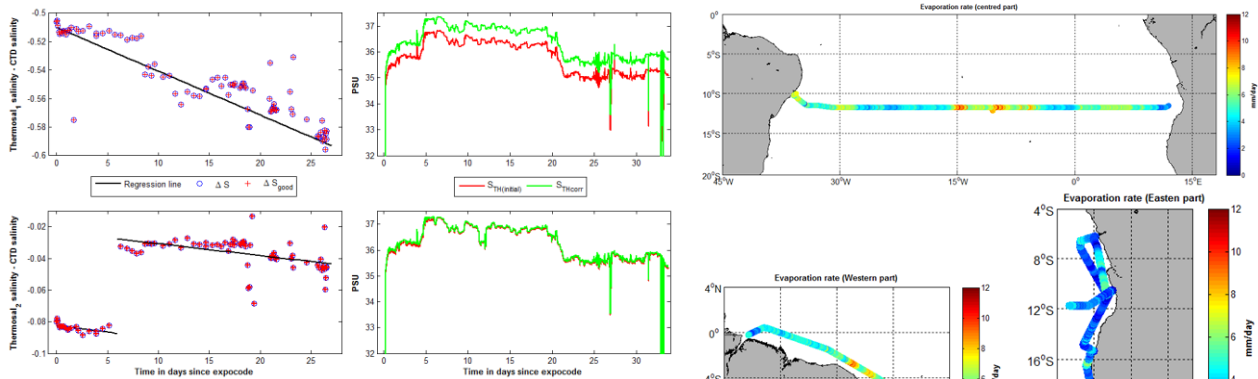 -0.5
-0.52
-0.54
-0.56
-0.58
-0.6
0
5
10
15
20
25
Thermosal1 salinity - CTD salinity
Regression line
Δ S
Δ Sgood
37
36
35
34
33
32
0
5
10
15
20
25
30
PSU
STH(initial)
STHcorr
Evaporation rate (centred part)
0°
5°S
10°S
15°S
20°S
45°W
30°W
15°W
0°
15°E
12
10
8
6
4
2
0
mm/day
-0.02
-0.04
-0.06
-0.08
-0.1
0
5
10
15
20
25
Thermosal2 salinity - CTD salinity
Time in days since expocode
37
36
35
34
33
32
0
5
10
15
20
25
30
PSU
Time in days since expocode
Evaporation rate (Western part)
4°N
0°
12
10
8
6
Evaporation rate (Easten part)
4°S
8°S
12°S
16°S
12
10
8
6
4
mm/day